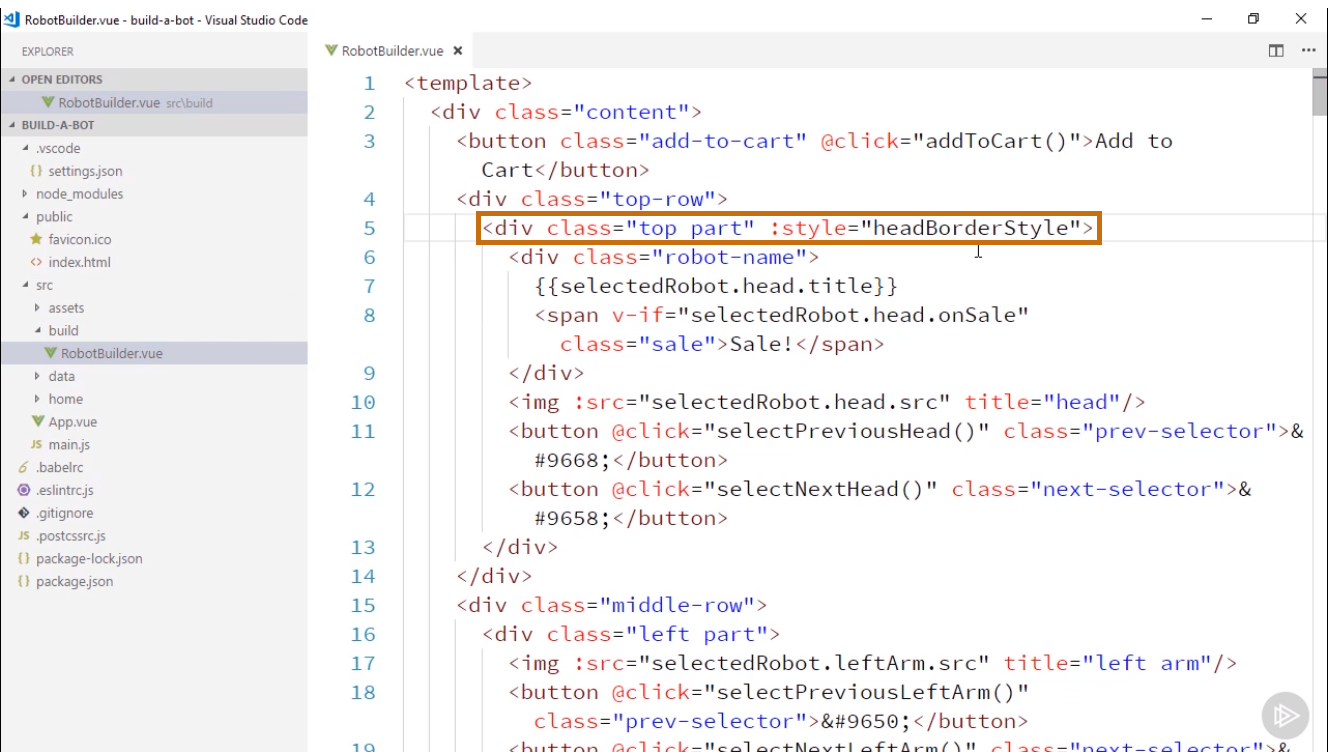 RobotBuilder.vue - build-a-bot - Visual Studio Code
EXPLORER
OPEN EDITORS
RobotBuilder.vue src\build
BUILD-A-BOT
.vscode
{} settings.json
node_modules
public
favicon.ico
<> index.html
src
assets
build
RobotBuilder.vue
data
home
App.vue
JS main.js
.babelrc
.eslintrc.js
.gitignore
JS .postcssrc.js
{} package-lock.json
{} package.json
RobotBuilder.vue ×
1 <template>
2 <div class="content">
3 <button class="add-to-cart" @click="addToCart()">Add to
Cart</button>
4 <div class="top-row">
5 <div class="top part" :style="headBorderStyle">
6 <div class="robot-name">
7 {{selectedRobot.head.title}}
8 <span v-if="selectedRobot.head.onSale"
class="sale">Sale!</span>
9 </div>
10 <img :src="selectedRobot.head.src" title="head"/>
11 <button @click="selectPreviousHead()" class="prev-selector">&
#9668;</button>
12 <button @click="selectNextHead()" class="next-selector">&
#9658;</button>
13 </div>
14 </div>
15 <div class="middle-row">
16 <div class="left part">
17 <img :src="selectedRobot.leftArm.src" title="left arm"/>
18 <button @click="selectPreviousLeftArm()"
class="prev-selector">&#9650;</button>
19 <button @click="selectNextLeftArm()" class="next-selector">&